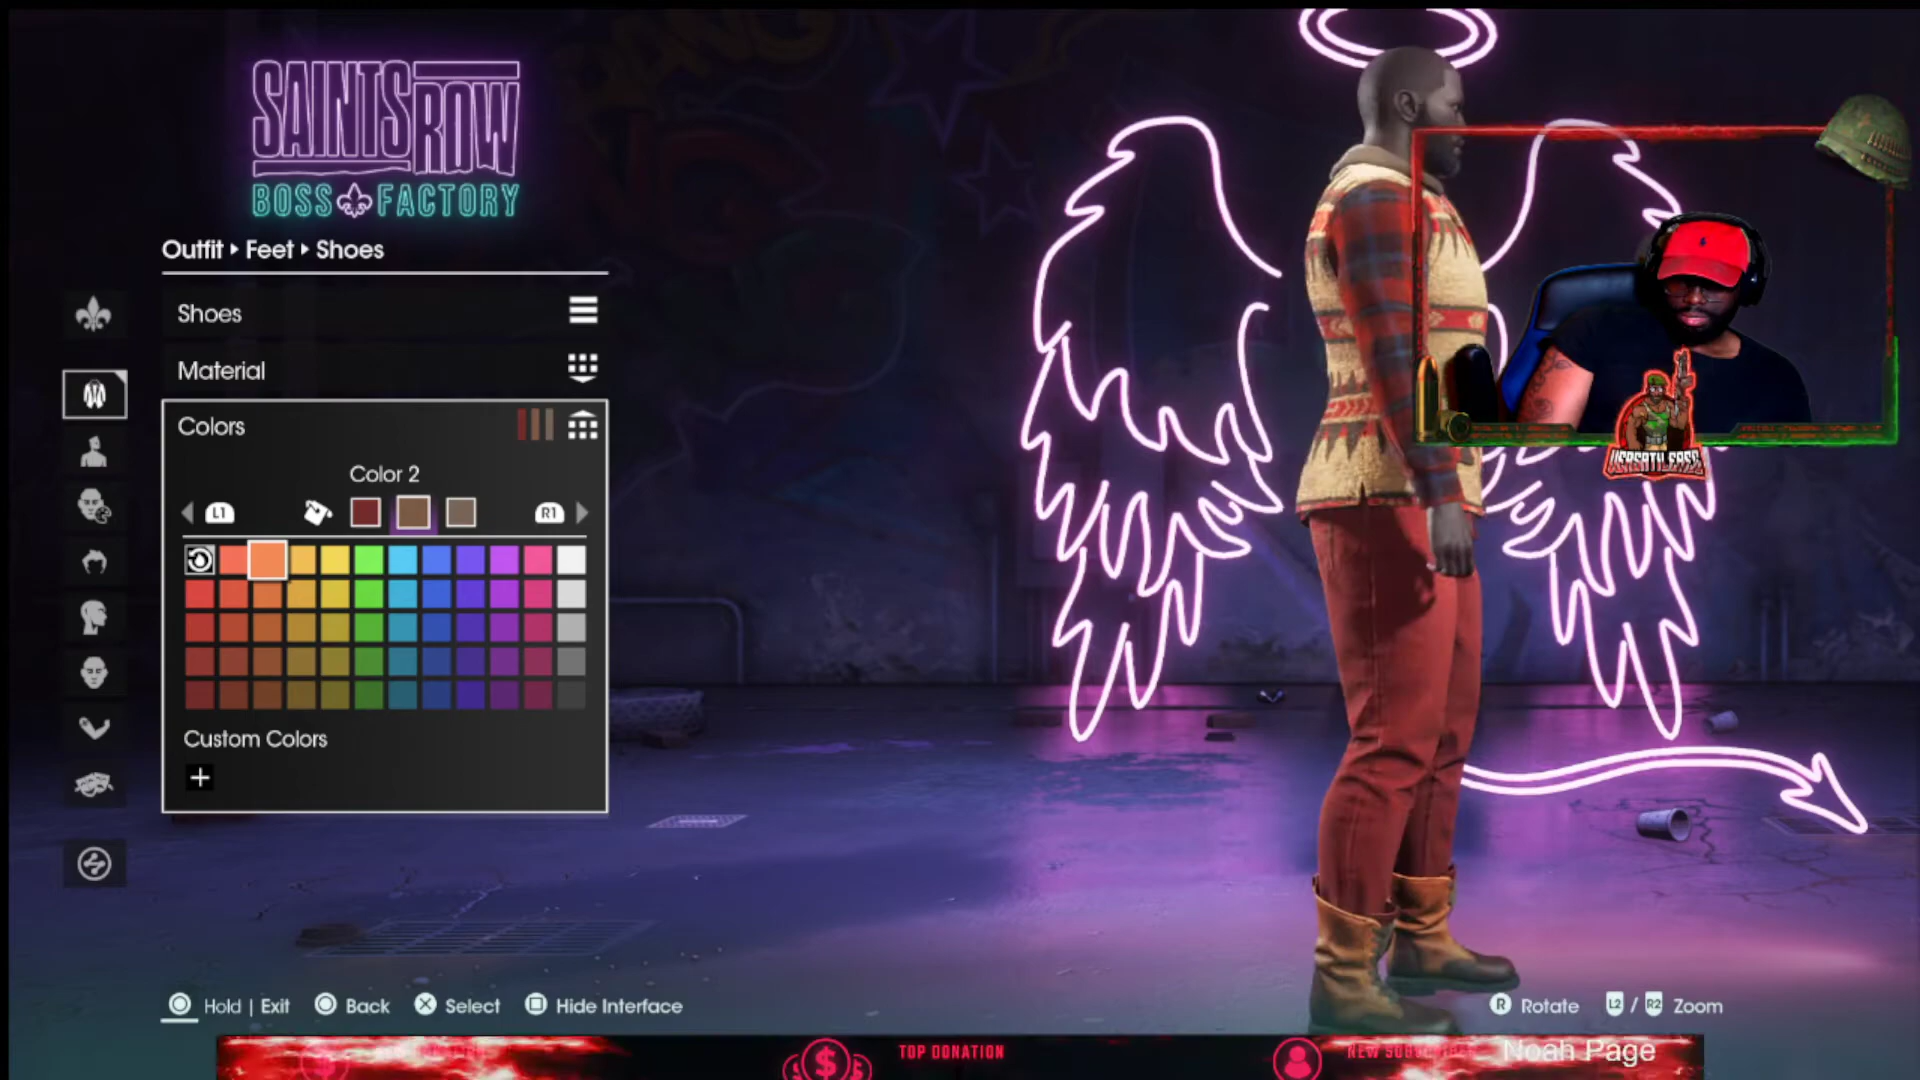 SAINTS ROW
BOSS FACTORY
Outfit ▸ Feet ▸ Shoes
Shoes
Material
Colors
Color 2
L1
R1
Custom Colors
Hold | Exit
Back
Select
Hide Interface
R Rotate
L2 / R2 Zoom
VERSATILEASE
TOP DONATION
Noah Page